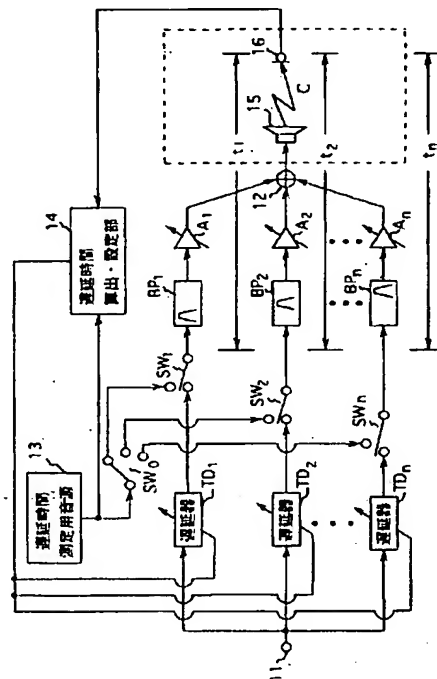 13
遅延時間
測定用音源
14
遅延時間
算出・設定部
SW0
SW1
SW2
SWn
11
遅延器
TD1
遅延器
TD2
遅延器
TDn
BP1
BP2
BPn
A1
A2
An
12
15
16
C
t1
t2
tn